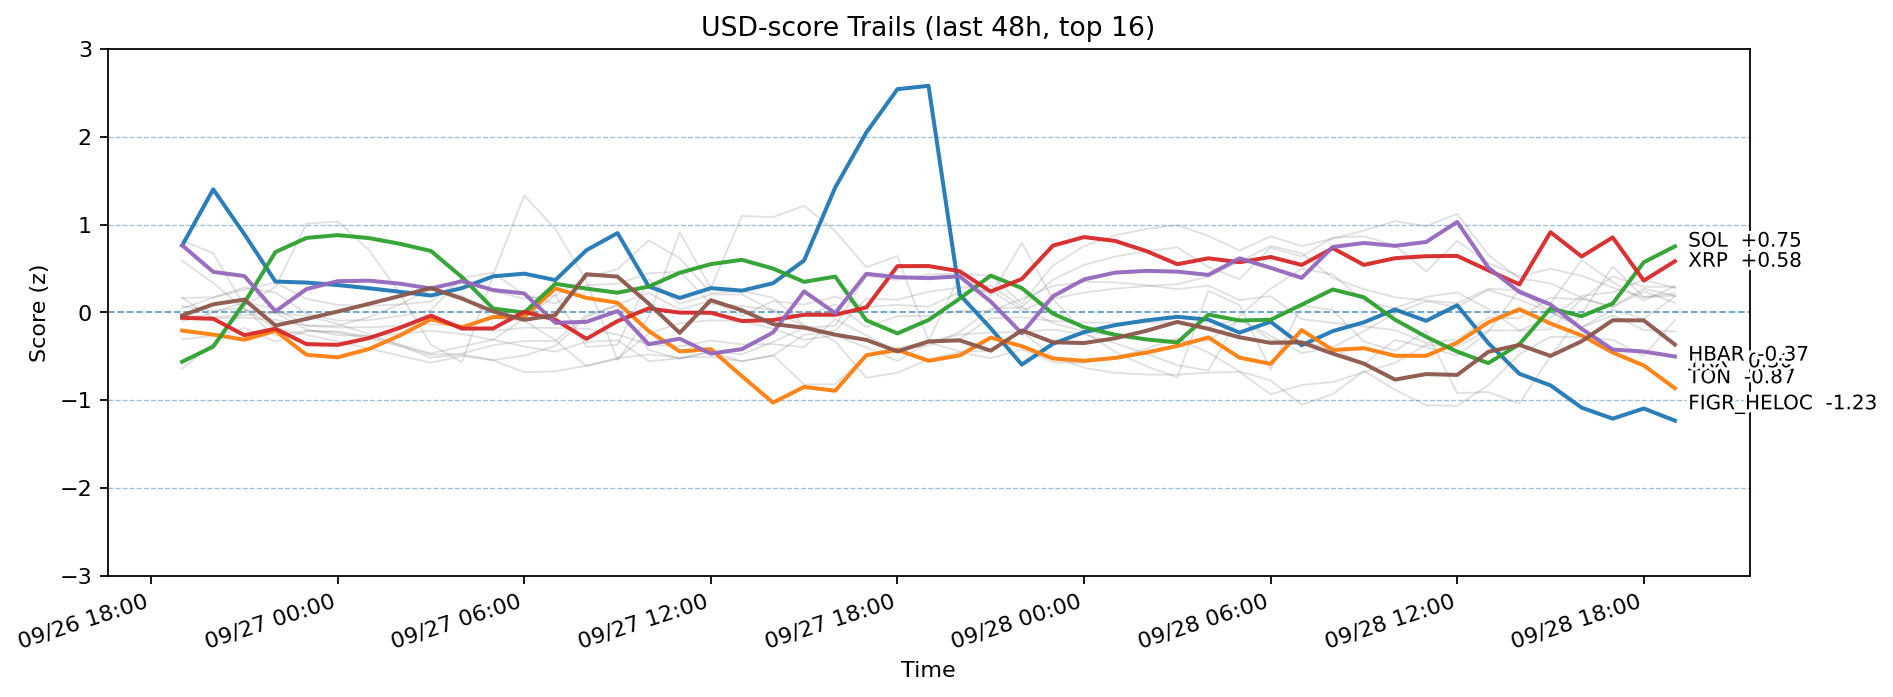 USD-score Trails (last 48h, top 16)
Score (z)
3
2
1
0
−1
−2
−3
SOL +0.75
XRP +0.58
HBAR -0.37
TON -0.87
FIGR_HELOC -1.23
09/26 18:00
09/27 00:00
09/27 06:00
09/27 12:00
09/27 18:00
09/28 00:00
09/28 06:00
09/28 12:00
09/28 18:00
Time